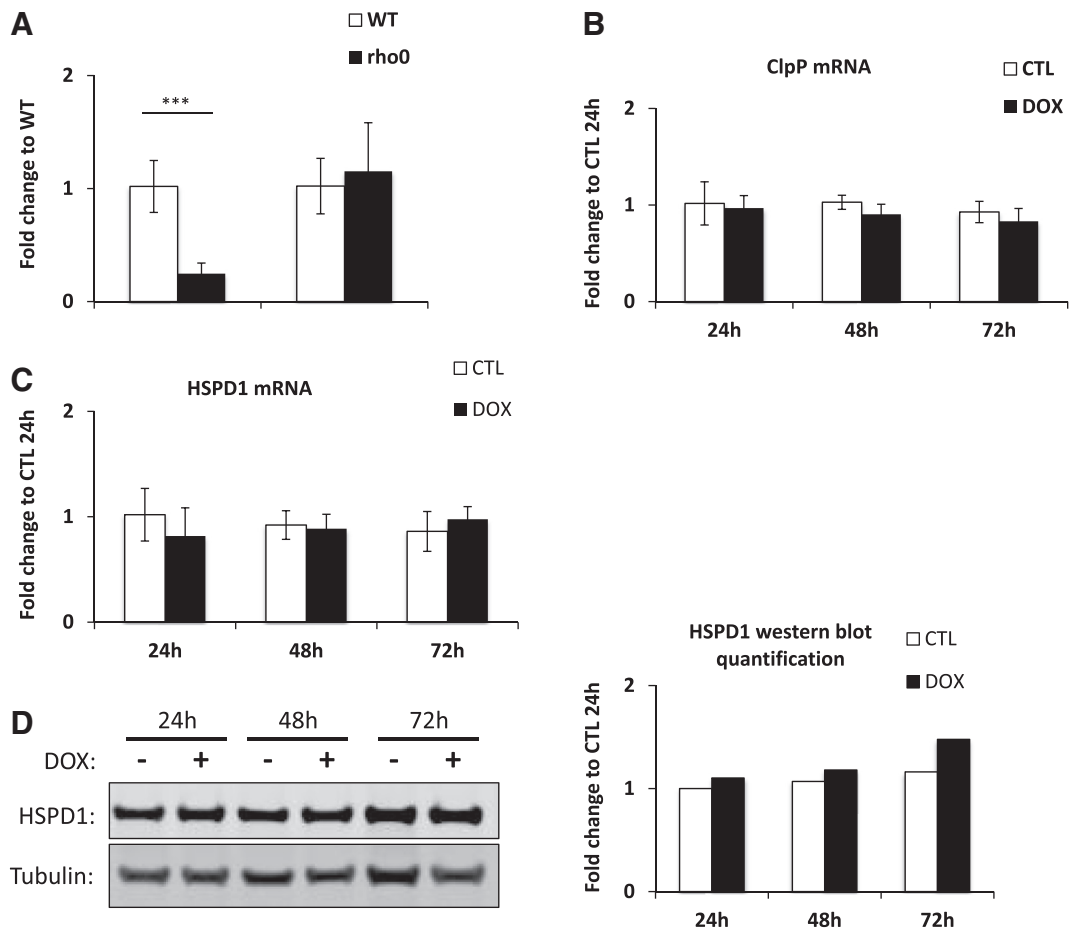 A
WT
rho0
2
***
1
0
Fold change to WT
B
ClpP mRNA
CTL
DOX
2
1
0
Fold change to CTL 24h
24h 48h 72h
C
HSPD1 mRNA
CTL
DOX
2
1
0
Fold change to CTL 24h
24h 48h 72h
D
24h 48h 72h
DOX: - + - + - +
HSPD1:
Tubulin:
HSPD1 western blot
quantification
CTL
DOX
2
1
0
Fold change to CTL 24h
24h 48h 72h